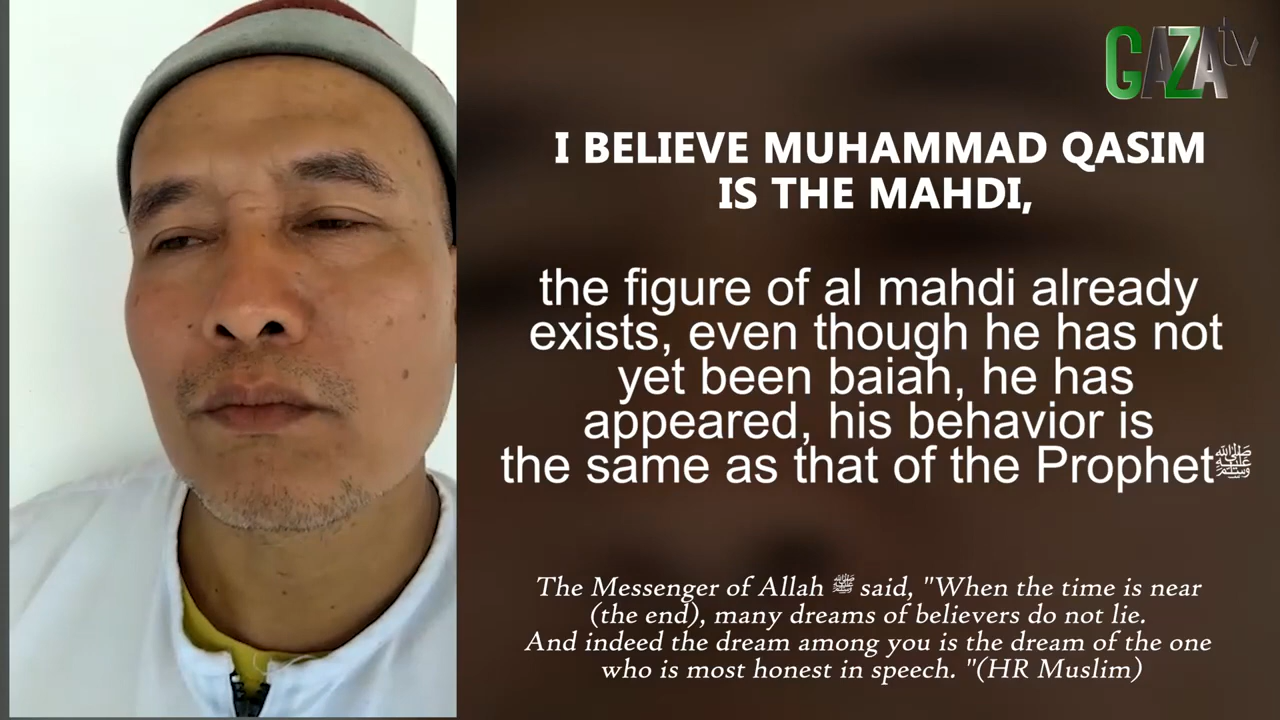 GAZAtv
I BELIEVE MUHAMMAD QASIM
IS THE MAHDI,
the figure of al mahdi already
exists, even though he has not
yet been baiah, he has
appeared, his behavior is
the same as that of the Prophetﷺ
The Messenger of Allah ﷺ said, "When the time is near
(the end), many dreams of believers do not lie.
And indeed the dream among you is the dream of the one
who is most honest in speech. "(HR Muslim)